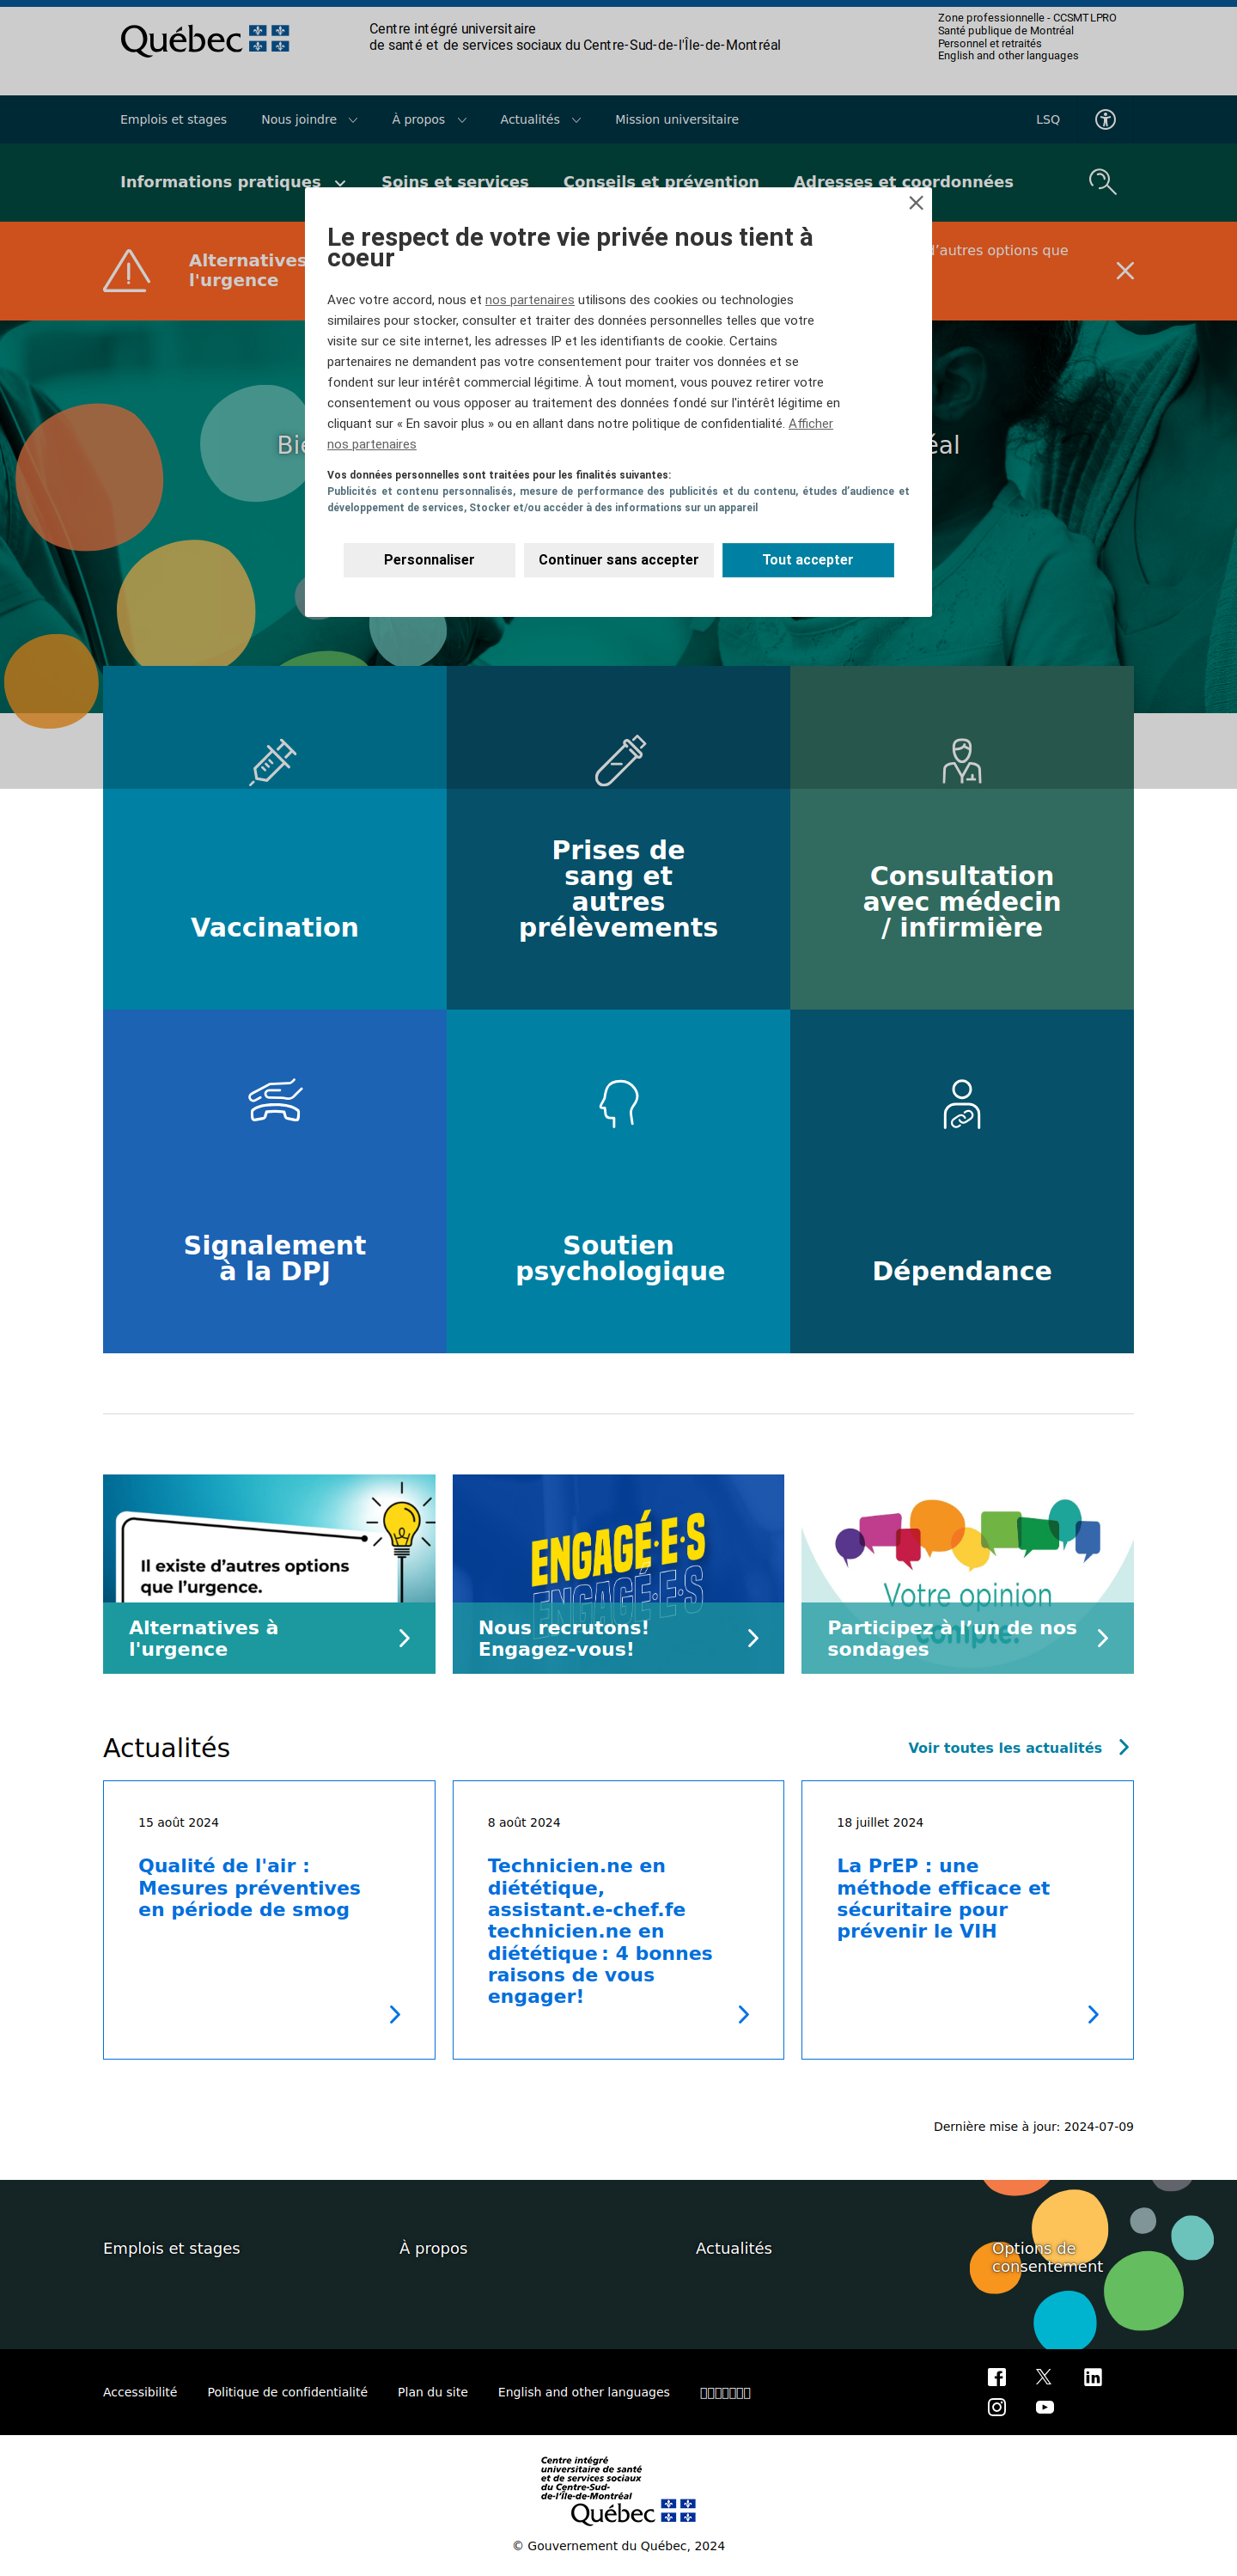 Québec
Centre intégré universitaire
de santé et de services sociaux du Centre-Sud-de-l'Île-de-Montréal
Zone professionnelle - CCSMTLPRO
Santé publique de Montréal
Personnel et retraités
English and other languages
Emplois et stages
Nous joindre
À propos
Actualités
Mission universitaire
LSQ
Informations pratiques
Soins et services
Conseils et prévention
Adresses et coordonnées
Alternatives
l'urgence
d’autres options que
Le respect de votre vie privée nous tient à
coeur
Avec votre accord, nous et nos partenaires utilisons des cookies ou technologies
similaires pour stocker, consulter et traiter des données personnelles telles que votre
visite sur ce site internet, les adresses IP et les identifiants de cookie. Certains
partenaires ne demandent pas votre consentement pour traiter vos données et se
fondent sur leur intérêt commercial légitime. À tout moment, vous pouvez retirer votre
consentement ou vous opposer au traitement des données fondé sur l'intérêt légitime en
cliquant sur « En savoir plus » ou en allant dans notre politique de confidentialité. Afficher
nos partenaires
Vos données personnelles sont traitées pour les finalités suivantes:
Publicités et contenu personnalisés, mesure de performance des publicités et du contenu, études d’audience et
développement de services, Stocker et/ou accéder à des informations sur un appareil
Personnaliser
Continuer sans accepter
Tout accepter
Vaccination
Prises de
sang et
autres
prélèvements
Consultation
avec médecin
/ infirmière
Signalement
à la DPJ
Soutien
psychologique
Dépendance
Il existe d’autres options
que l’urgence.
Alternatives à
l'urgence
ENGAGÉ·E·S
ENGAGÉ·E·S
Nous recrutons!
Engagez-vous!
Votre opinion
compte!
Participez à l’un de nos
sondages
Actualités
Voir toutes les actualités
15 août 2024
Qualité de l'air :
Mesures préventives
en période de smog
8 août 2024
Technicien.ne en
diététique,
assistant.e-chef.fe
technicien.ne en
diététique : 4 bonnes
raisons de vous
engager!
18 juillet 2024
La PrEP : une
méthode efficace et
sécuritaire pour
prévenir le VIH
Dernière mise à jour: 2024-07-09
Emplois et stages
À propos
Actualités
Options de
consentement
Accessibilité
Politique de confidentialité
Plan du site
English and other languages
Centre intégré
universitaire de santé
et de services sociaux
du Centre-Sud-
de-l'Île-de-Montréal
Québec
© Gouvernement du Québec, 2024